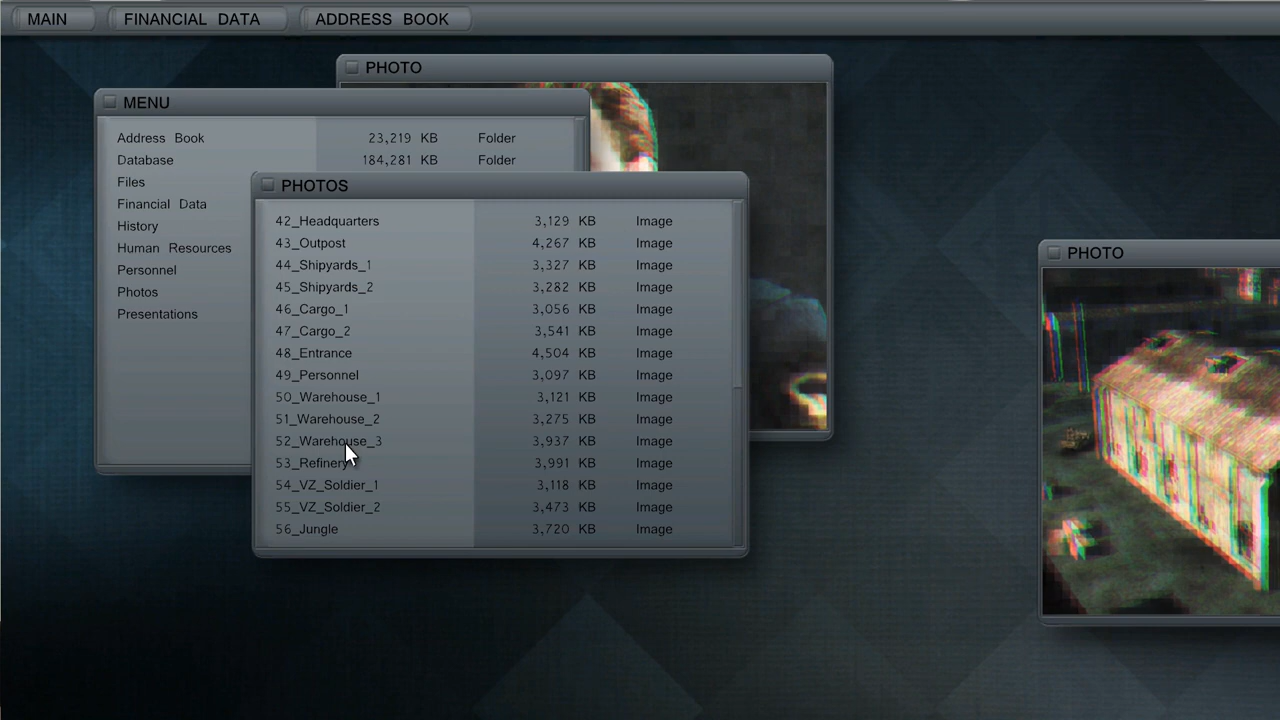 MAIN FINANCIAL DATA ADDRESS BOOK
PHOTO
MENU
Address Book 23,219 KB Folder
Database 184,281 KB Folder
Files
Financial Data
History
Human Resources
Personnel
Photos
Presentations
PHOTOS
42_Headquarters 3,129 KB Image
43_Outpost 4,267 KB Image
44_Shipyards_1 3,327 KB Image
45_Shipyards_2 3,282 KB Image
46_Cargo_1 3,056 KB Image
47_Cargo_2 3,541 KB Image
48_Entrance 4,504 KB Image
49_Personnel 3,097 KB Image
50_Warehouse_1 3,121 KB Image
51_Warehouse_2 3,275 KB Image
52_Warehouse_3 3,937 KB Image
53_Refinery 3,991 KB Image
54_VZ_Soldier_1 3,118 KB Image
55_VZ_Soldier_2 3,473 KB Image
56_Jungle 3,720 KB Image
PHOTO